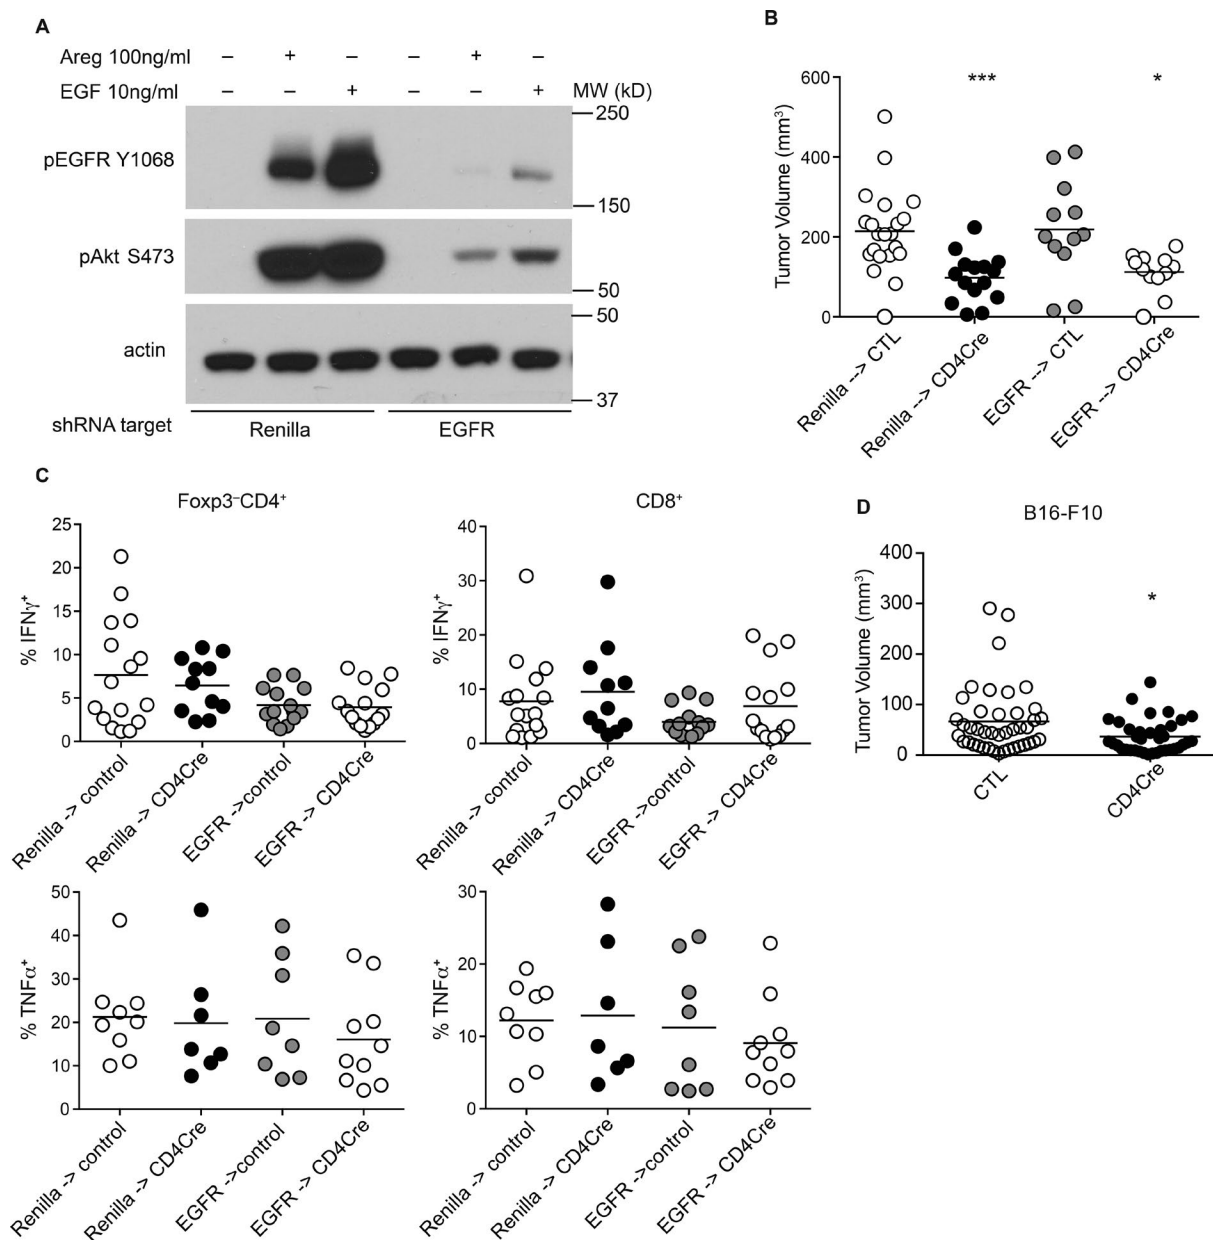 A
Areg 100ng/ml – + – – + –
EGF 10ng/ml – – + – – + MW (kD)
250
pEGFR Y1068
150
pAkt S473
50
50
actin
37
shRNA target Renilla EGFR
B
*** *
Tumor Volume (mm³)
600
400
200
0
Renilla --> CTL
Renilla --> CD4Cre
EGFR --> CTL
EGFR --> CD4Cre
C
Foxp3⁻CD4⁺
% IFNγ⁺
25
20
15
10
5
0
Renilla -> control
Renilla -> CD4Cre
EGFR ->control
EGFR -> CD4Cre
CD8⁺
% IFNγ⁺
40
30
20
10
0
Renilla -> control
Renilla -> CD4Cre
EGFR ->control
EGFR -> CD4Cre
D
B16-F10
Tumor Volume (mm³)
400
300
200
100
0
*
CTL
CD4Cre
% TNFα⁺
50
40
30
20
10
0
Renilla -> control
Renilla -> CD4Cre
EGFR ->control
EGFR -> CD4Cre
% TNFα⁺
30
20
10
0
Renilla -> control
Renilla -> CD4Cre
EGFR ->control
EGFR -> CD4Cre